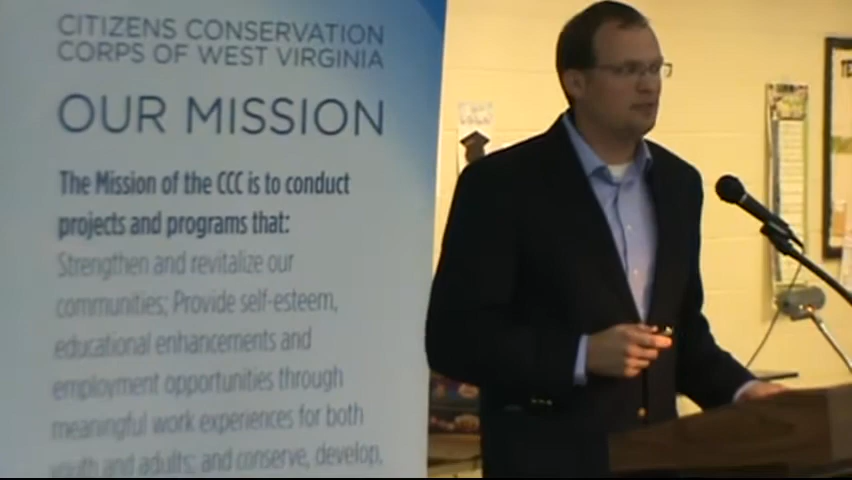 CITIZENS CONSERVATION
CORPS OF WEST VIRGINIA
OUR MISSION
The Mission of the CCC is to conduct
projects and programs that:
Strengthen and revitalize our
communities; Provide self-esteem,
educational enhancements and
employment opportunities through
meaningful work experiences for both
youth and adults; and conserve, develop,